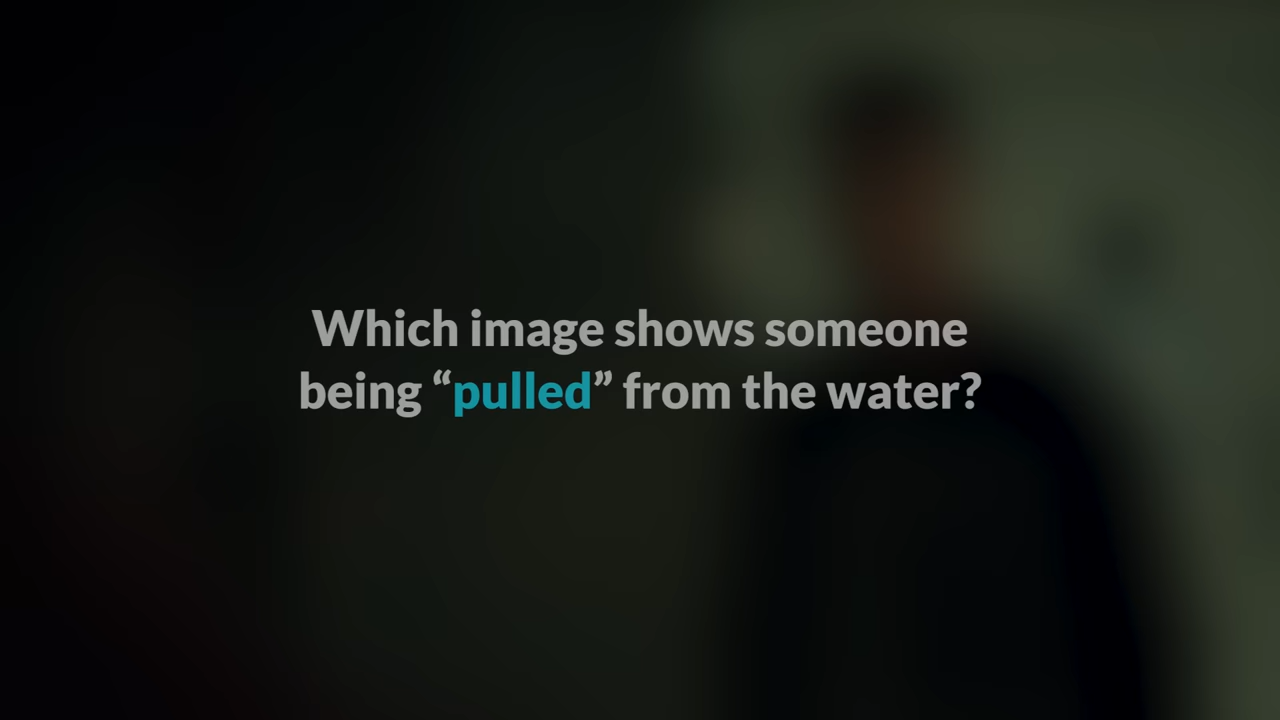 Which image shows someone
being “pulled” from the water?